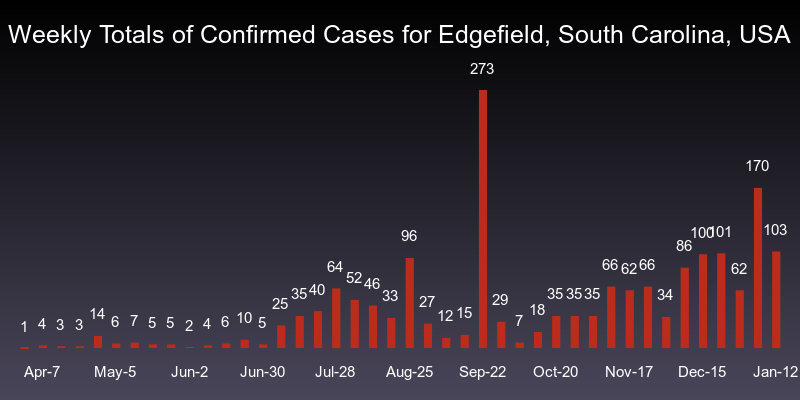 Weekly Totals of Confirmed Cases for Edgefield, South Carolina, USA
1 4 3 3 14 6 7 5 5 2 4 6 10 5 25 35 40 64 52 46 33 96 27 12 15 273 29 7 18 35 35 35 66 62 66 34 86 100 101 62 170 103
Apr-7 May-5 Jun-2 Jun-30 Jul-28 Aug-25 Sep-22 Oct-20 Nov-17 Dec-15 Jan-12